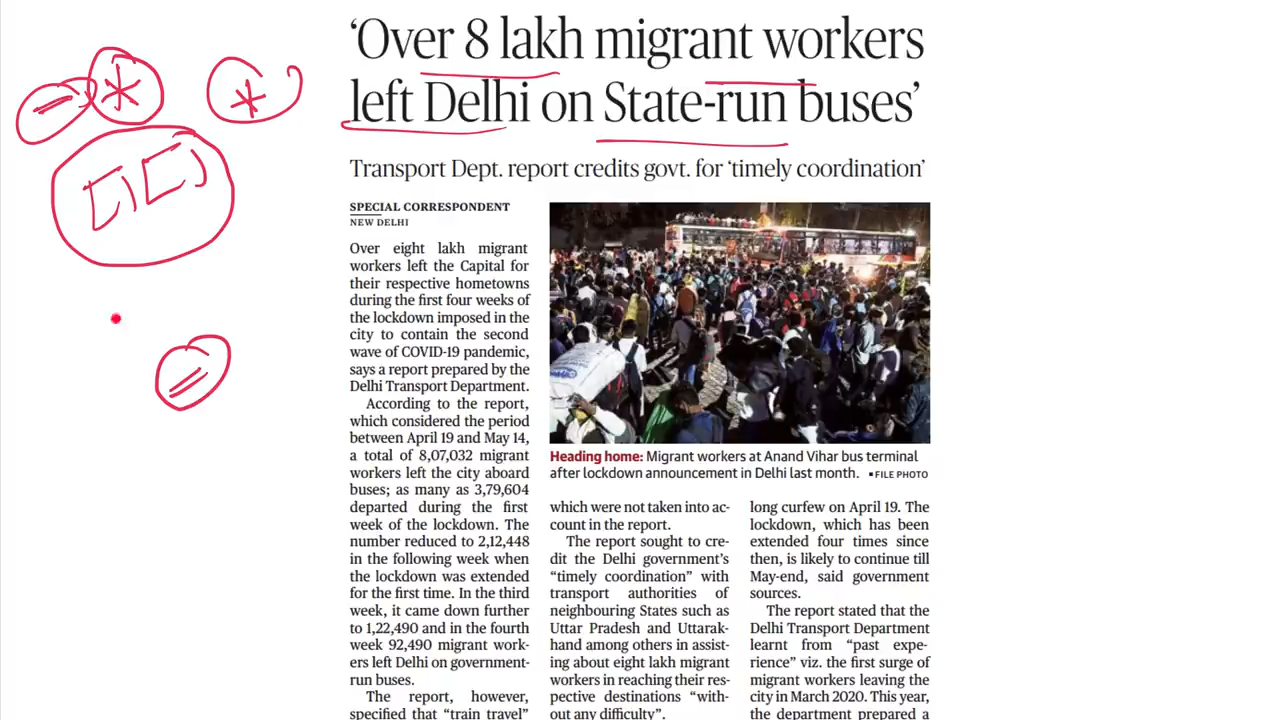 ‘Over 8 lakh migrant workers
left Delhi on State-run buses’
Transport Dept. report credits govt. for ‘timely coordination’
SPECIAL CORRESPONDENT
NEW DELHI
Over eight lakh migrant
workers left the Capital for
their respective hometowns
during the first four weeks of
the lockdown imposed in the
city to contain the second
wave of COVID-19 pandemic,
says a report prepared by the
Delhi Transport Department.
According to the report,
which considered the period
between April 19 and May 14,
a total of 8,07,032 migrant
workers left the city aboard
buses; as many as 3,79,604
departed during the first
week of the lockdown. The
number reduced to 2,12,448
in the following week when
the lockdown was extended
for the first time. In the third
week, it came down further
to 1,22,490 and in the fourth
week 92,490 migrant work-
ers left Delhi on government-
run buses.
The report, however,
specified that “train travel”
Heading home: Migrant workers at Anand Vihar bus terminal
after lockdown announcement in Delhi last month. ▪FILE PHOTO
which were not taken into ac-
count in the report.
The report sought to cre-
dit the Delhi government’s
“timely coordination” with
transport authorities of
neighbouring States such as
Uttar Pradesh and Uttarak-
hand among others in assist-
ing about eight lakh migrant
workers in reaching their res-
pective destinations “with-
out any difficulty”.
long curfew on April 19. The
lockdown, which has been
extended four times since
then, is likely to continue till
May-end, said government
sources.
The report stated that the
Delhi Transport Department
learnt from “past expe-
rience” viz. the first surge of
migrant workers leaving the
city in March 2020. This year,
the department prepared a